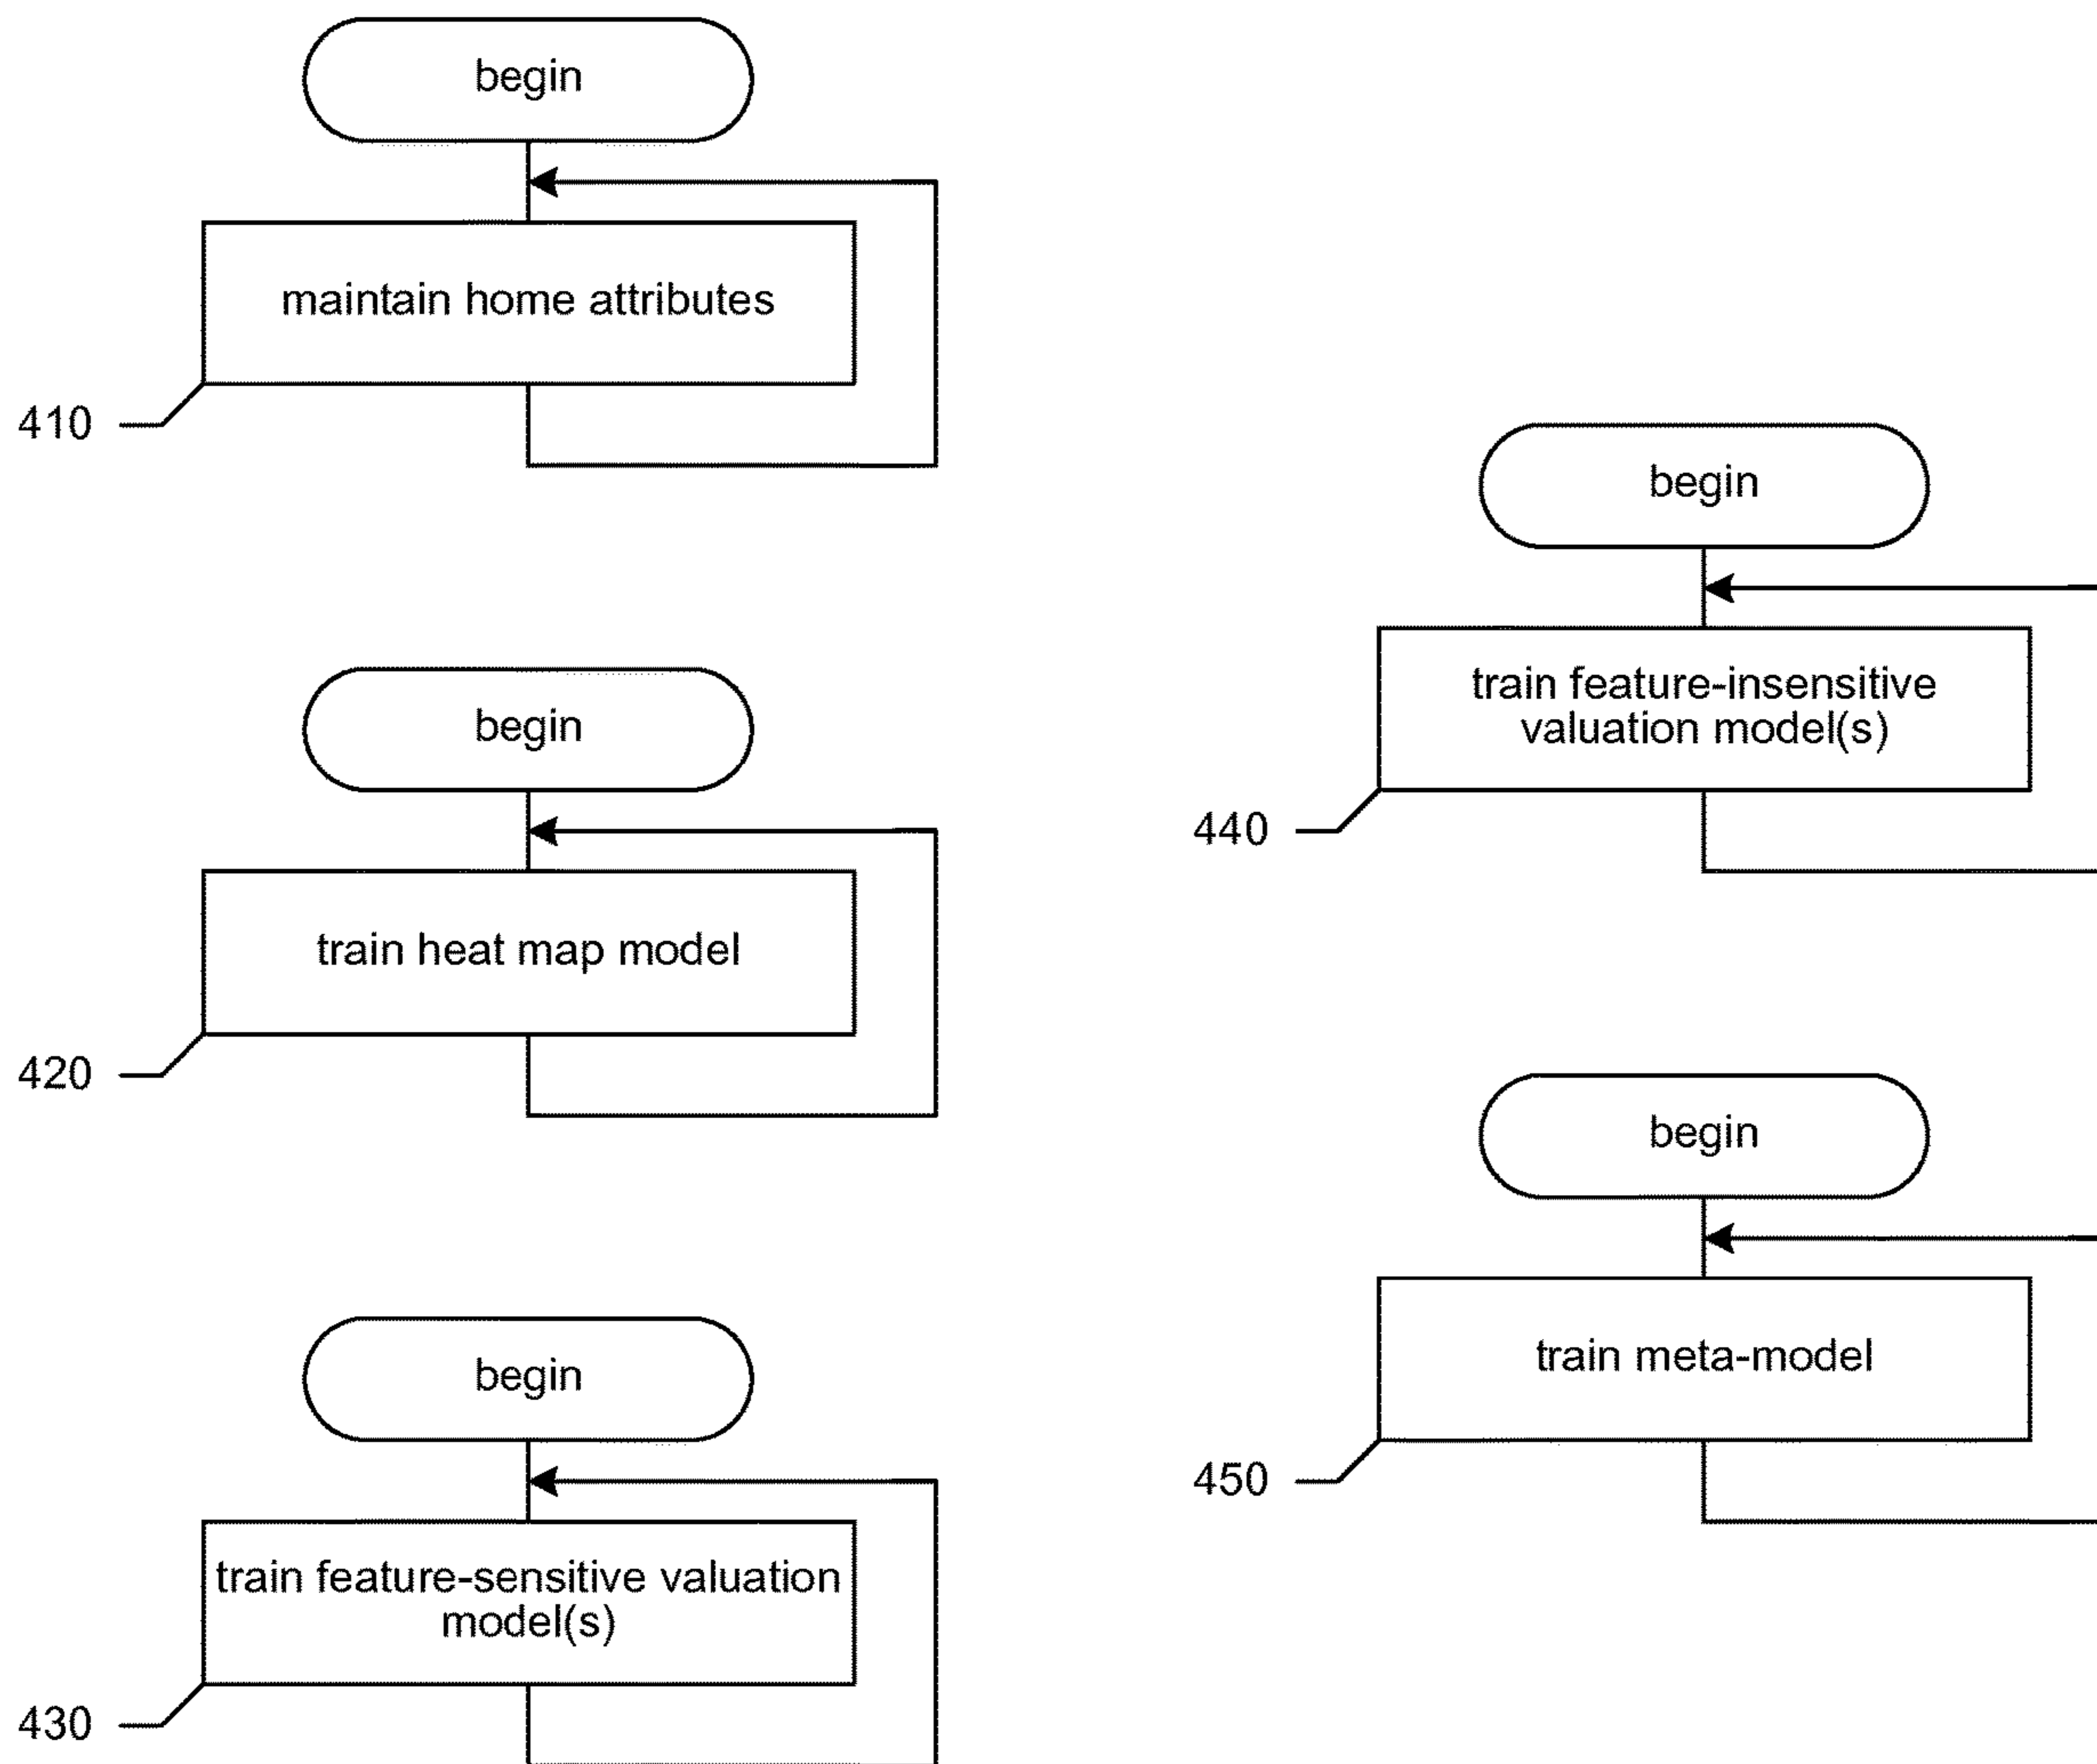 begin
maintain home attributes
410
begin
train heat map model
420
begin
train feature-sensitive valuation
model(s)
430
begin
train feature-insensitive
valuation model(s)
440
begin
train meta-model
450